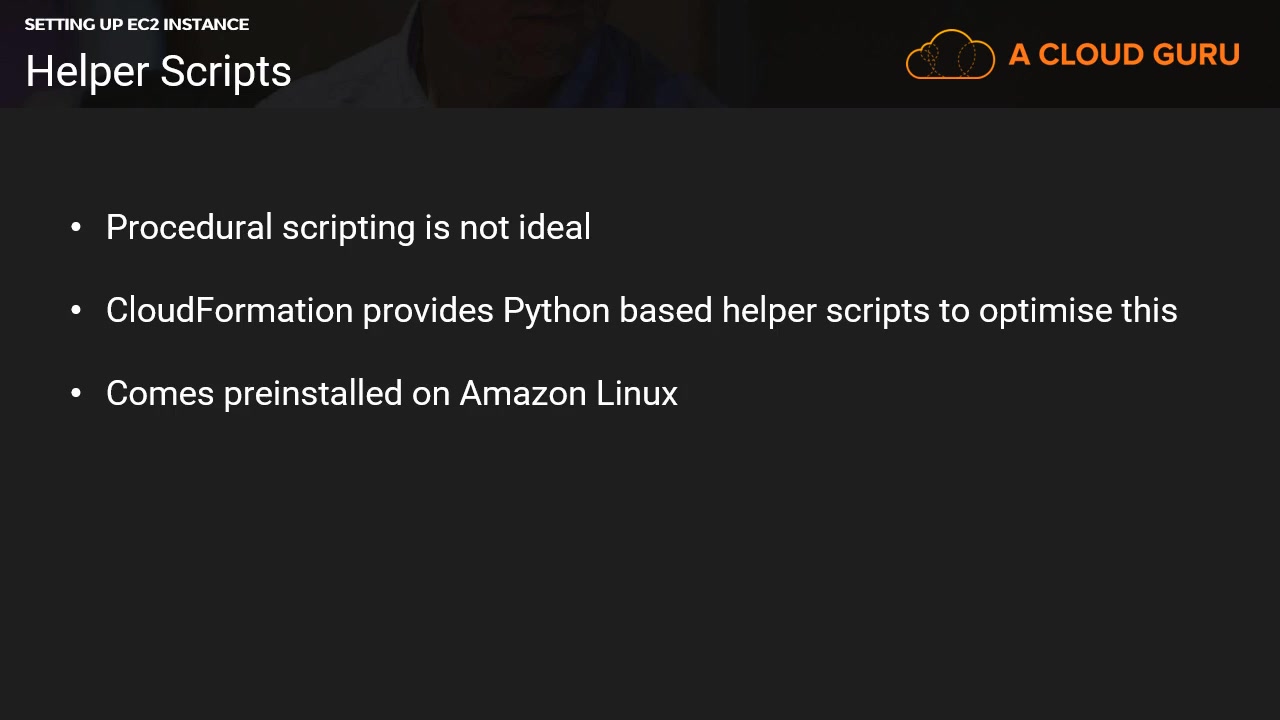 SETTING UP EC2 INSTANCE
Helper Scripts
A CLOUD GURU
• Procedural scripting is not ideal
• CloudFormation provides Python based helper scripts to optimise this
• Comes preinstalled on Amazon Linux